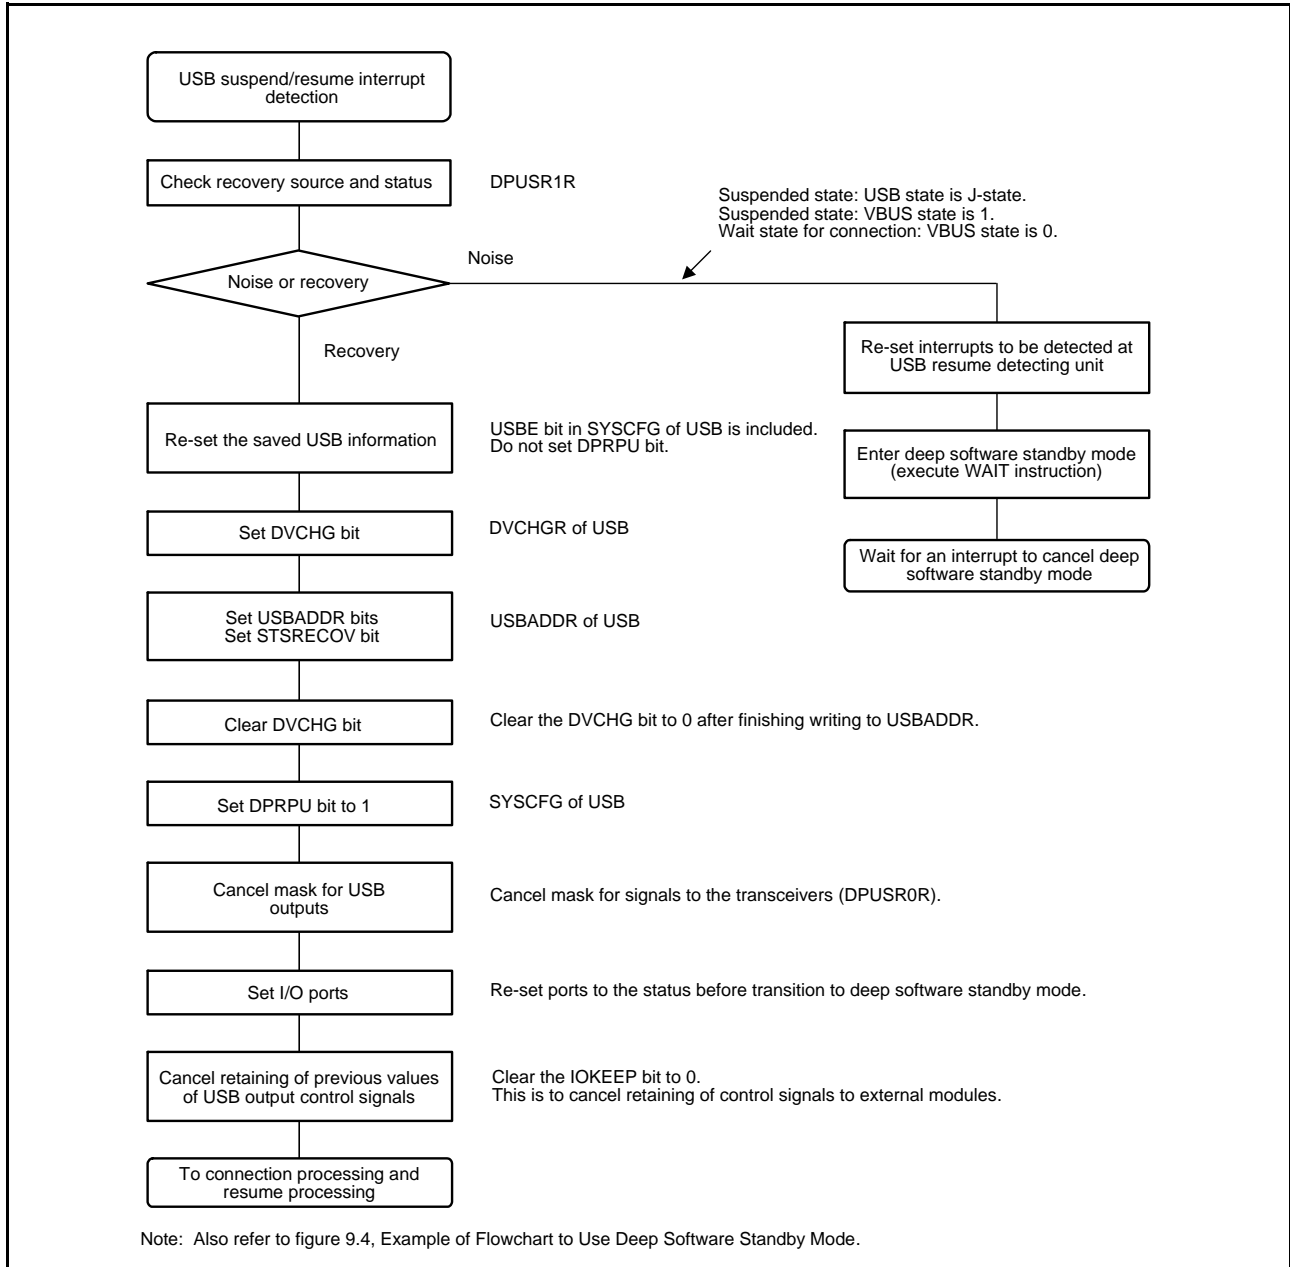 USB suspend/resume interrupt
detection
Check recovery source and status
DPUSR1R
Suspended state: USB state is J-state.
Suspended state: VBUS state is 1.
Wait state for connection: VBUS state is 0.
Noise
Noise or recovery
Recovery
Re-set interrupts to be detected at
USB resume detecting unit
Re-set the saved USB information
USBE bit in SYSCFG of USB is included.
Do not set DPRPU bit.
Enter deep software standby mode
(execute WAIT instruction)
Set DVCHG bit
DVCHGR of USB
Wait for an interrupt to cancel deep
software standby mode
Set USBADDR bits
Set STSRECOV bit
USBADDR of USB
Clear DVCHG bit
Clear the DVCHG bit to 0 after finishing writing to USBADDR.
Set DPRPU bit to 1
SYSCFG of USB
Cancel mask for USB
outputs
Cancel mask for signals to the transceivers (DPUSR0R).
Set I/O ports
Re-set ports to the status before transition to deep software standby mode.
Cancel retaining of previous values
of USB output control signals
Clear the IOKEEP bit to 0.
This is to cancel retaining of control signals to external modules.
To connection processing and
resume processing
Note: Also refer to figure 9.4, Example of Flowchart to Use Deep Software Standby Mode.